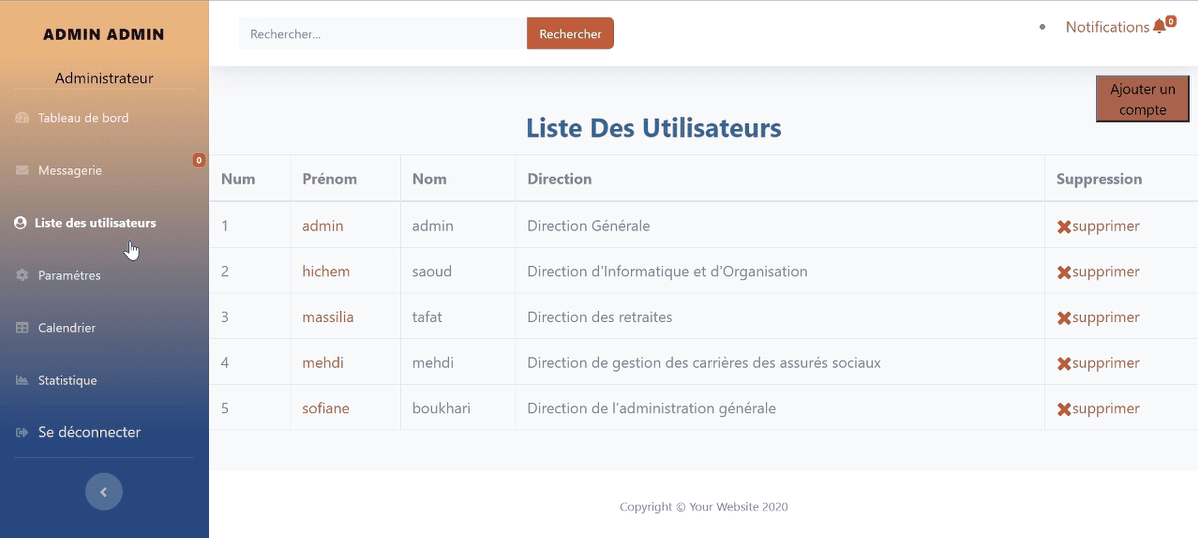 ADMIN ADMIN
Administrateur
Tableau de bord
Messagerie 0
Liste des utilisateurs
Paramétres
Calendrier
Statistique
Se déconnecter
Rechercher... Rechercher
Notifications 0
Ajouter un
compte
Liste Des Utilisateurs
Num Prénom Nom Direction Suppression
1 admin admin Direction Générale supprimer
2 hichem saoud Direction d'Informatique et d'Organisation supprimer
3 massilia tafat Direction des retraites supprimer
4 mehdi mehdi Direction de gestion des carrières des assurés sociaux supprimer
5 sofiane boukhari Direction de l’administration générale supprimer
Copyright © Your Website 2020